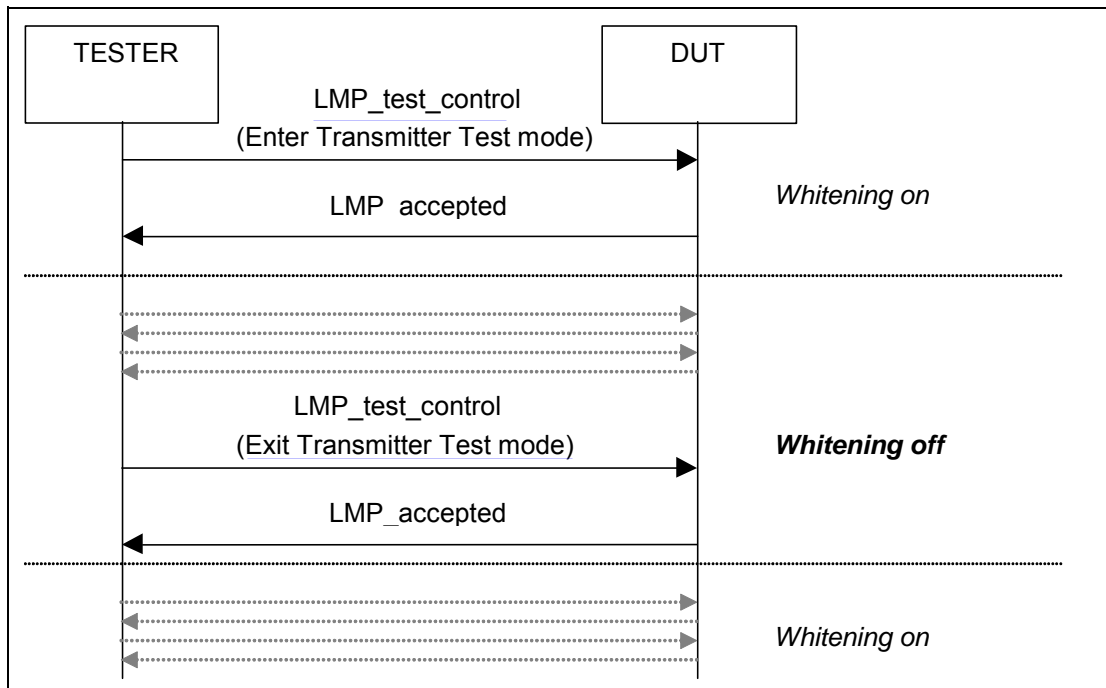 TESTER
DUT
LMP_test_control
(Enter Transmitter Test mode)
Whitening on
LMP accepted
LMP_test_control
(Exit Transmitter Test mode)
Whitening off
LMP_accepted
Whitening on